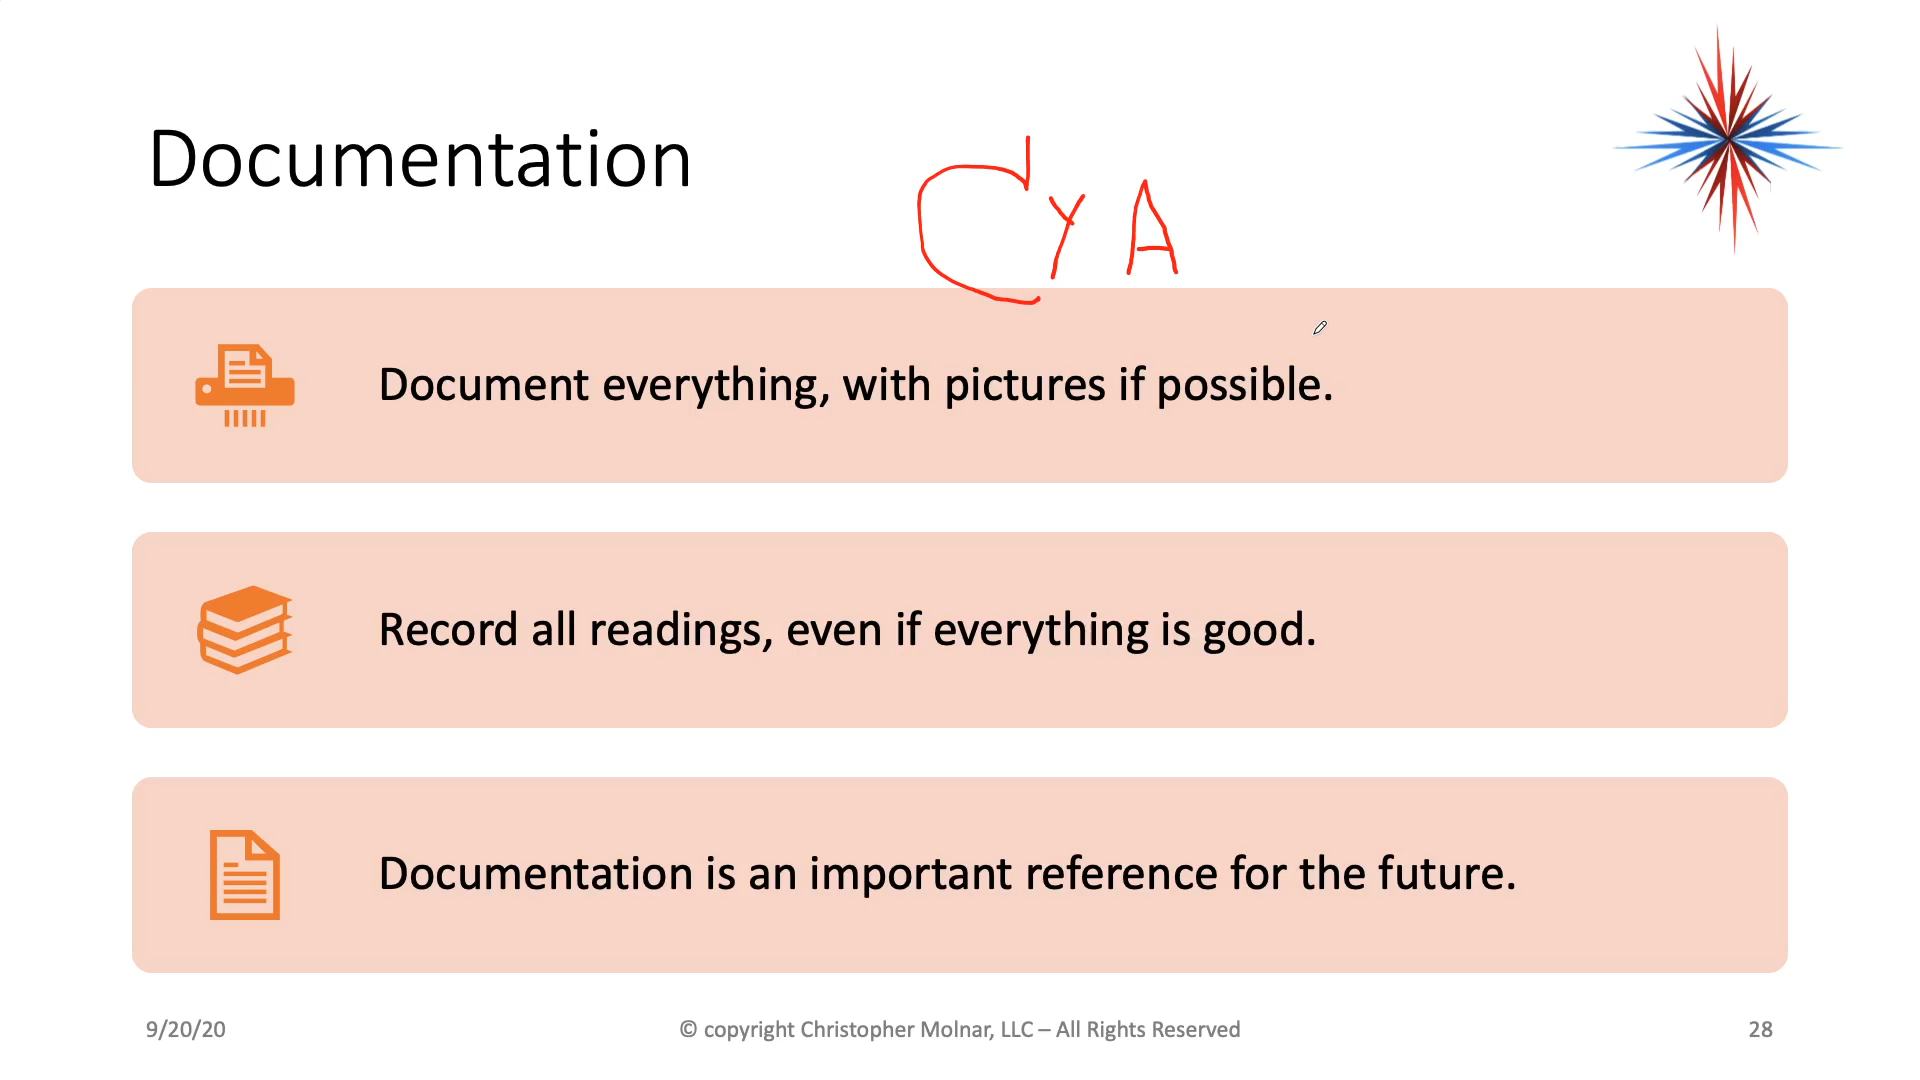 Documentation
CYA
Document everything, with pictures if possible.
Record all readings, even if everything is good.
Documentation is an important reference for the future.
9/20/20
© copyright Christopher Molnar, LLC – All Rights Reserved
28